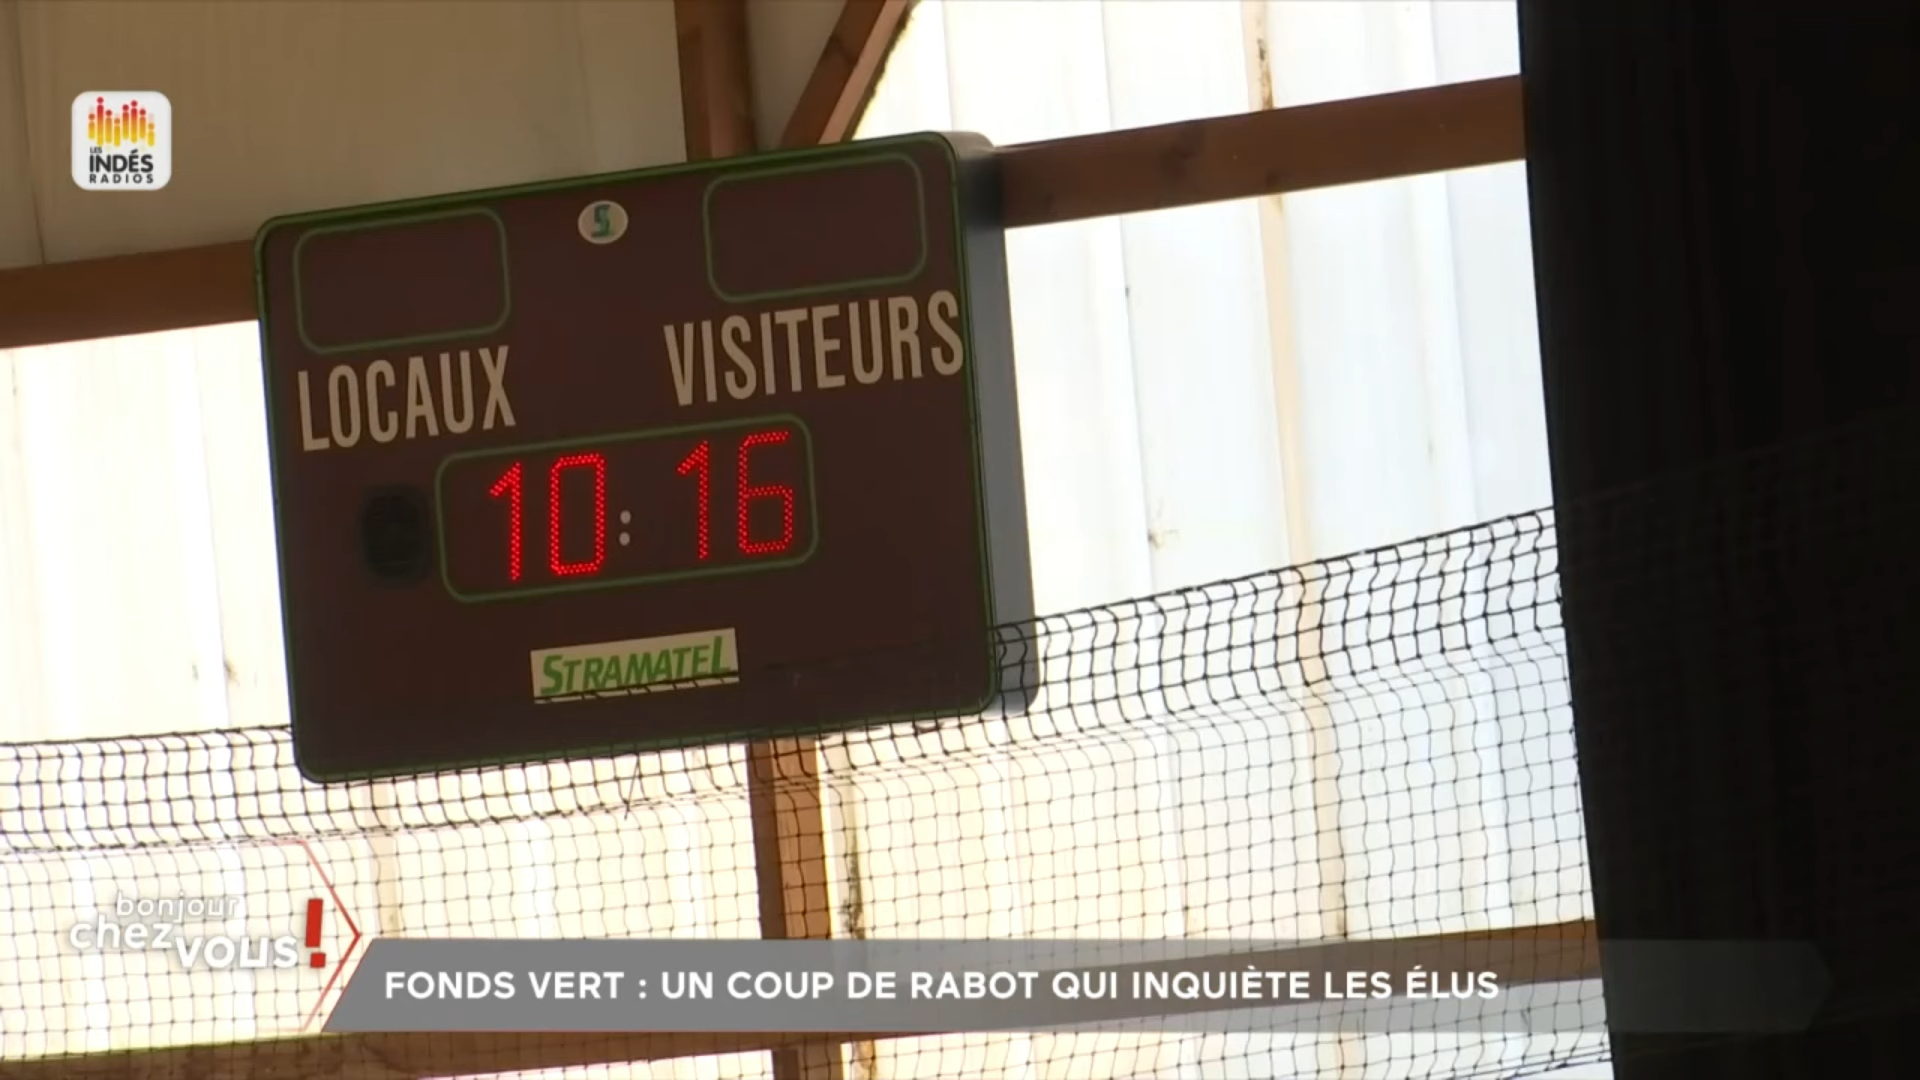 LES
INDÉS
RADIOS
S
LOCAUX
VISITEURS
10:16
STRAMATEL
bonjour
chez vous!
FONDS VERT : UN COUP DE RABOT QUI INQUIÈTE LES ÉLUS